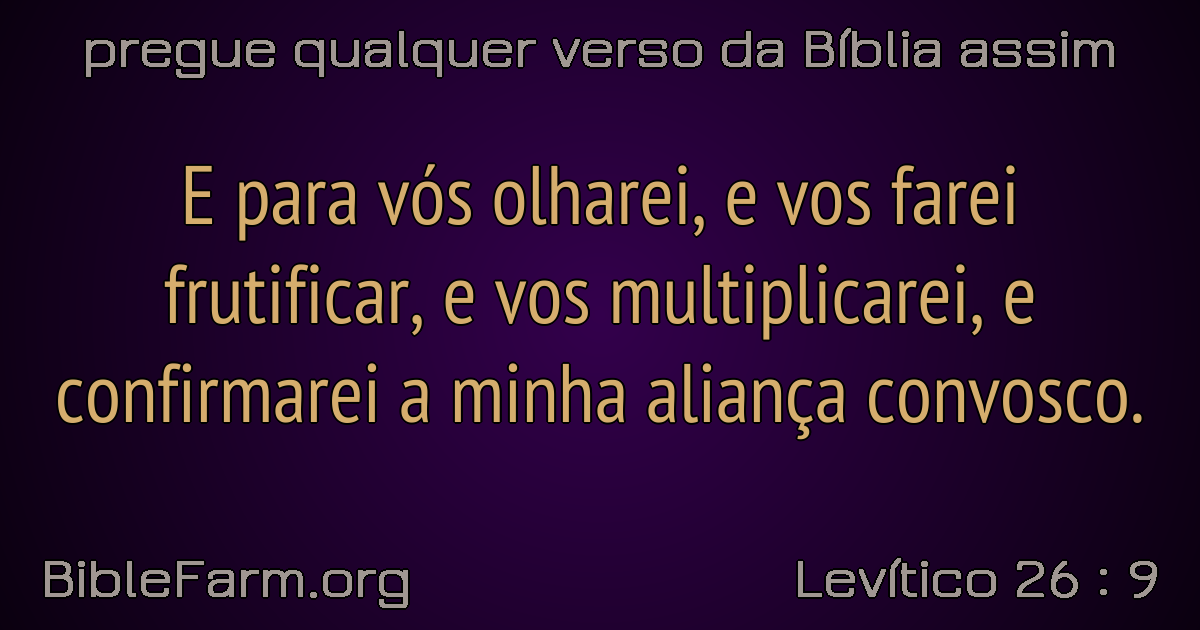 pregue qualquer verso da Bíblia assim
E para vós olharei, e vos farei
frutificar, e vos multiplicarei, e
confirmarei a minha aliança convosco.
BibleFarm.org
Levítico 26 : 9